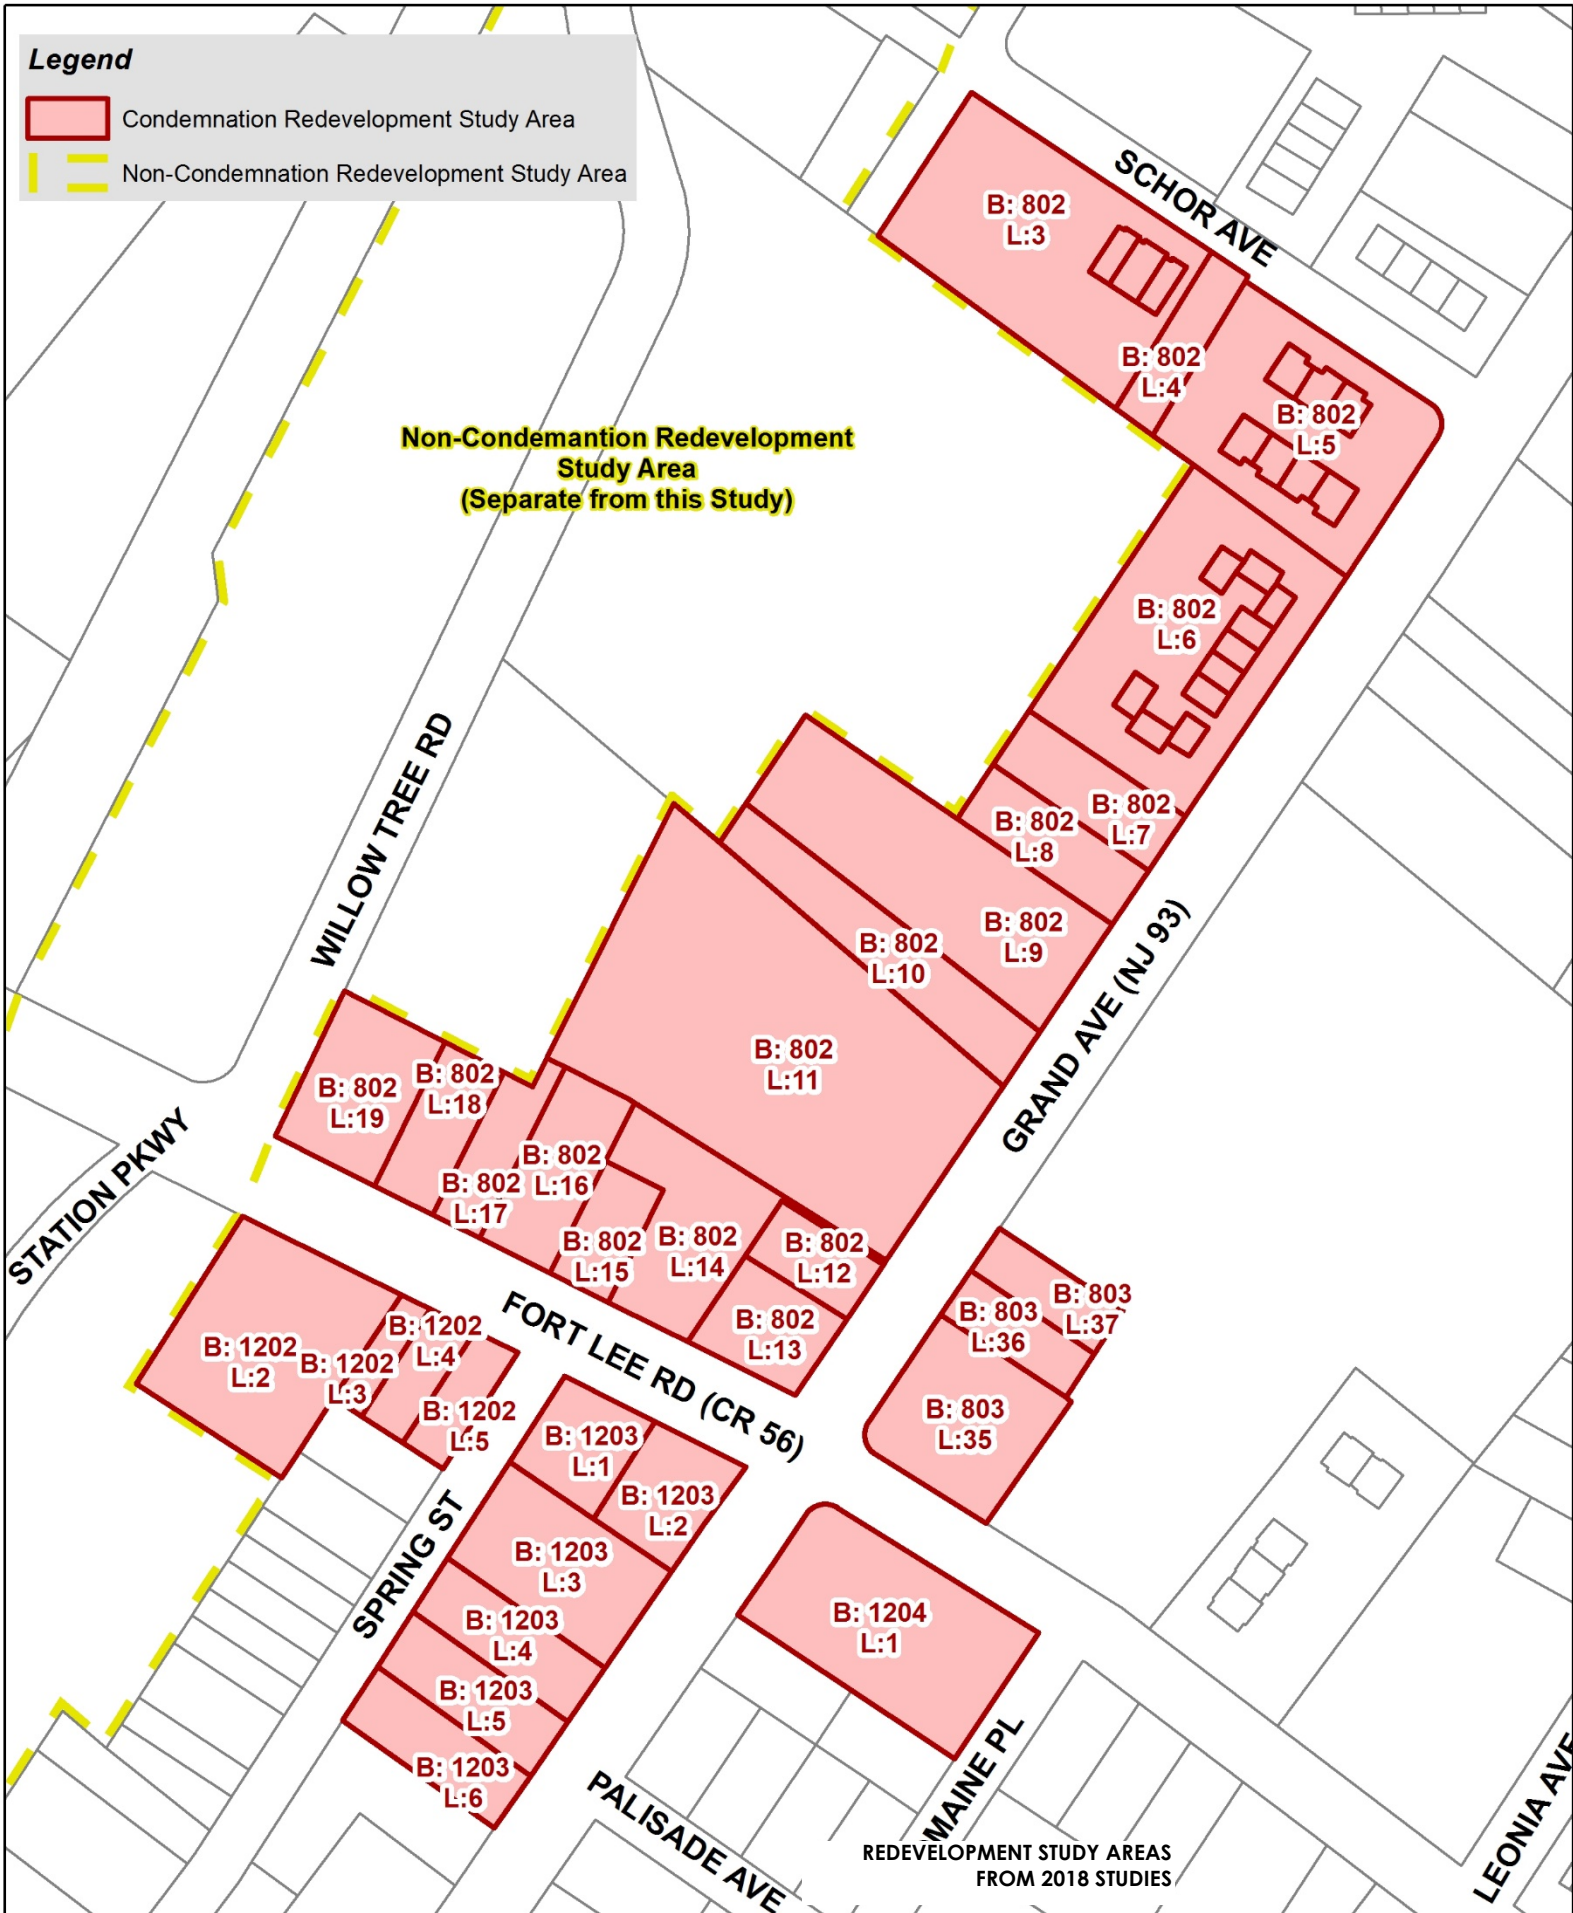 Legend
Condemnation Redevelopment Study Area
Non-Condemnation Redevelopment Study Area
SCHOR AVE
B: 802
L:3
B: 802
L:4
B: 802
L:5
Non-Condemantion Redevelopment
Study Area
(Separate from this Study)
B: 802
L:6
WILLOW TREE RD
B: 802
L:7
B: 802
L:8
B: 802
L:9
B: 802
L:10
GRAND AVE (NJ 93)
B: 802
L:11
B: 802
L:18
B: 802
L:19
STATION PKWY
B: 802
L:16
B: 802
L:17
B: 802
L:15
B: 802
L:14
B: 802
L:12
B: 802
L:13
B: 803
L:37
B: 803
L:36
B: 803
L:35
FORT LEE RD (CR 56)
B: 1202
L:2
B: 1202
L:3
B: 1202
L:4
B: 1202
L:5
B: 1203
L:1
B: 1203
L:2
SPRING ST
B: 1203
L:3
B: 1203
L:4
B: 1203
L:5
B: 1203
L:6
B: 1204
L:1
PALISADE AVE
MAINE PL
LEONIA AVE
REDEVELOPMENT STUDY AREAS
FROM 2018 STUDIES